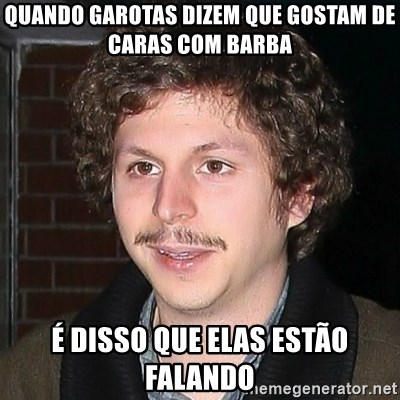 QUANDO GAROTAS DIZEM QUE GOSTAM DE
CARAS COM BARBA
É DISSO QUE ELAS ESTÃO
FALANDO
memegenerator.net